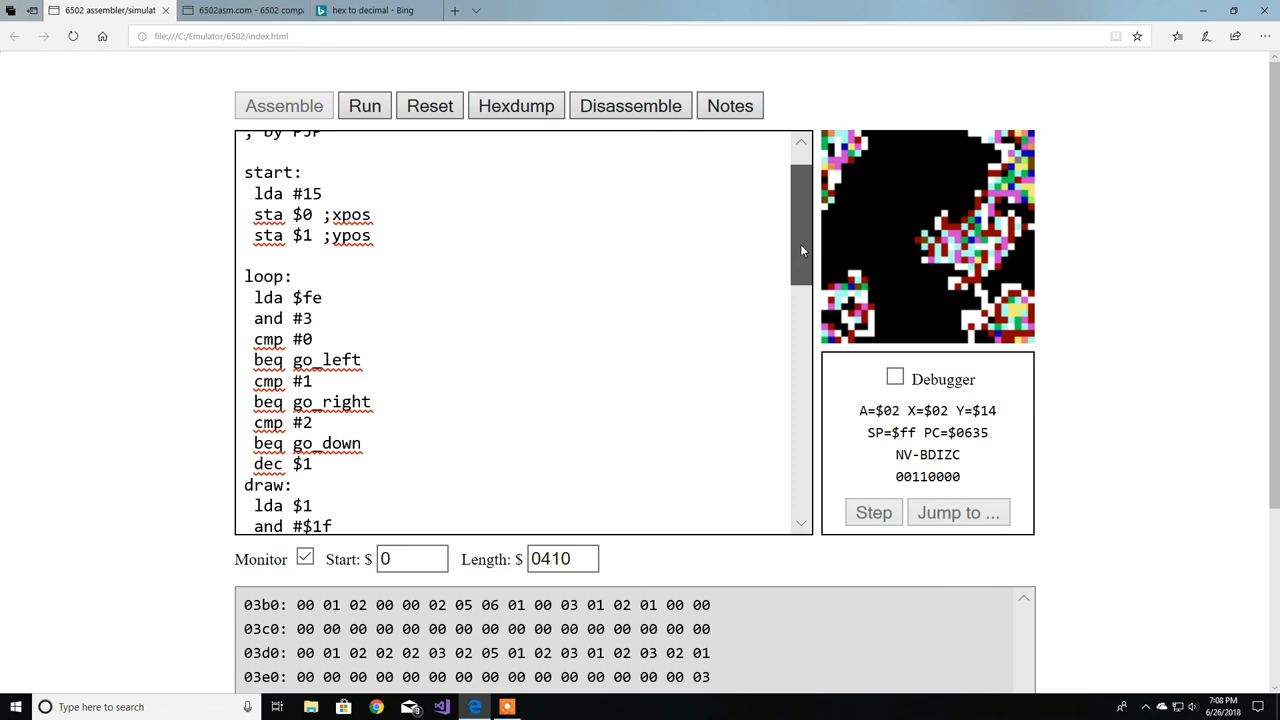 6502 assembler/simulat
6502asm.com - 6502 compa
hex to decimal - Bing
file:///C:/Emulator/6502/index.html
Assemble
Run
Reset
Hexdump
Disassemble
Notes
; by PJP
start:
lda #15
sta $0 ;xpos
sta $1 ;ypos
loop:
lda $fe
and #3
cmp #0
beq go_left
cmp #1
beq go_right
cmp #2
beq go_down
dec $1
draw:
lda $1
and #$1f
Debugger
A=$02 X=$02 Y=$14
SP=$ff PC=$0635
NV-BDIZC
00110000
Step
Jump to ...
Monitor Start: $ 0 Length: $ 0410
03b0: 00 01 02 00 00 02 05 06 01 00 03 01 02 01 00 00
03c0: 00 00 00 00 00 00 00 00 00 00 00 00 00 00 00 00
03d0: 00 01 02 02 02 03 02 05 01 02 03 01 02 03 02 01
03e0: 00 00 00 00 00 00 00 00 00 00 00 00 00 00 00 03
Type here to search
3
7:08 PM
6/26/2018